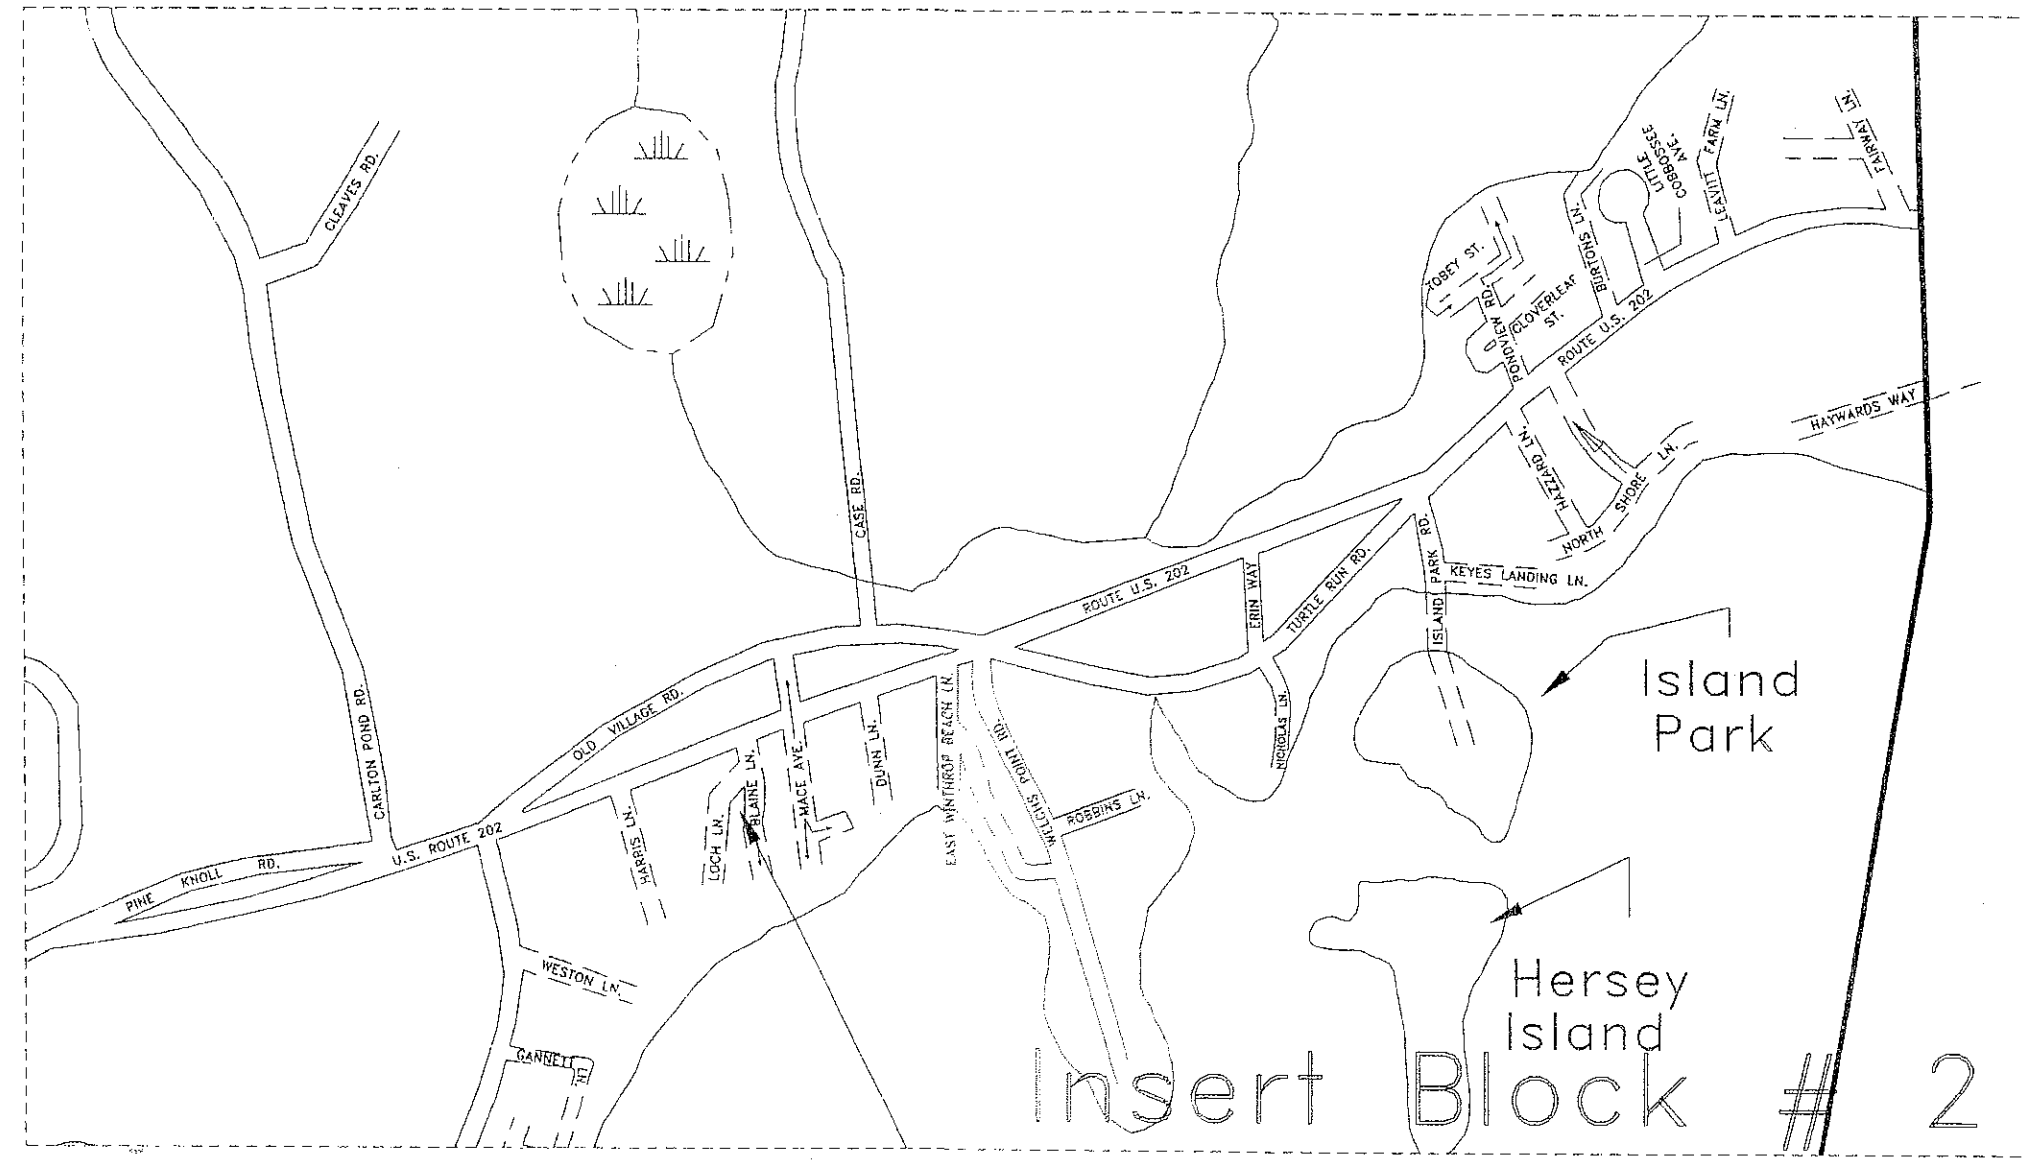 CLEAVES RD.
CARLTON POND RD.
CASE RD.
OLD VILLAGE RD.
PINE KNOLL RD.
U.S. ROUTE 202
HARRIS LN.
LOCH LN.
BLAINE LN.
MACE AVE.
DUNN LN.
EAST WINTHROP BEACH LN.
WELCHS POINT RD.
ROBBINS LN.
WESTON LN.
GANNETT LN.
ROUTE U.S. 202
ERIN WAY
TURTLE RUN RD.
NICHOLAS LN.
ISLAND PARK RD.
KEYES LANDING LN.
NORTH SHORE LN.
HAZZARD LN.
HAYWARDS WAY
ROUTE U.S. 202
PONDVIEW RD.
TOBEY ST.
CLOVERLEAF
ST.
BURTONS LN.
LITTLE
COBBOSSEE
AVE.
LEAVITT FARM LN.
FAIRWAY LN.
Island
Park
Hersey
Island
Insert Block # 2